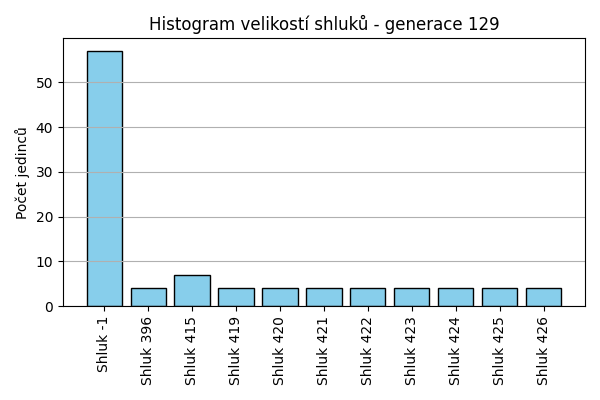 Histogram velikostí shluků - generace 129
Počet jedinců
50
40
30
20
10
0
Shluk -1
Shluk 396
Shluk 415
Shluk 419
Shluk 420
Shluk 421
Shluk 422
Shluk 423
Shluk 424
Shluk 425
Shluk 426